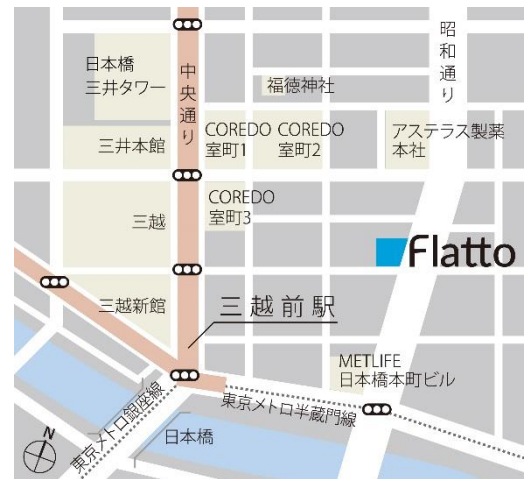 日本橋
三井タワー
中央通り
昭和通り
福徳神社
三井本館
COREDO
室町1
COREDO
室町2
アステラス製薬
本社
三越
COREDO
室町3
Flatto
三越新館
三越前駅
METLIFE
日本橋本町ビル
東京メトロ銀座線
東京メトロ半蔵門線
日本橋
N